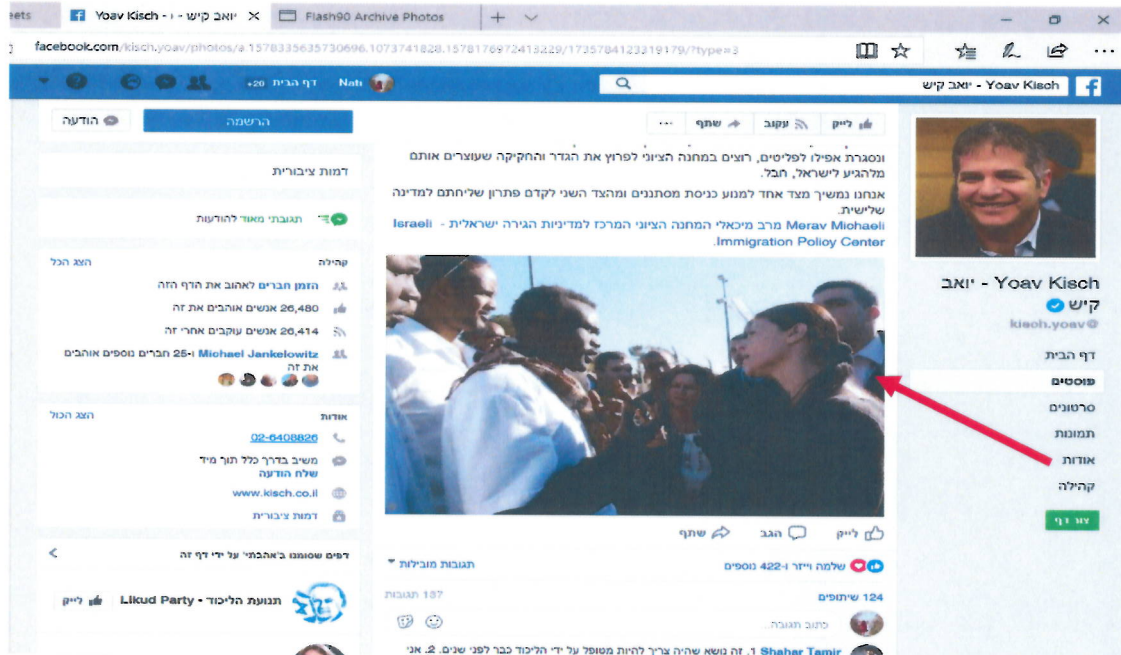 Yoav Kisch - יואב קיש - ו
Flash90 Archive Photos
facebook.com/kisch.yoav/photos/a.1578335635730696.1073741828.1578176972413229/1735784123319179/?type=3
Yoav Kisch - יואב קיש
Nati
דף הבית 20+
לייק
עקוב
שתף
הרשמה
הודעה
ונסגרת אפילו לפליטים, רוצים במחנה הציוני לפרוץ את הגדר והחקיקה שעוצרים אותם
מלהגיע לישראל, חבל.
אנחנו נמשיך מצד אחד למנוע כניסת מסתננים ומהצד השני לקדם פתרון שליחתם למדינה
שלישית.
Merav Michaeli מרב מיכאלי המחנה הציוני המרכז למדיניות הגירה ישראלית - Israeli
Immigration Policy Center.
Yoav Kisch - יואב
קיש
@kisch.yoav
דף הבית
פוסטים
סרטונים
תמונות
אודות
קהילה
צור דף
דמות ציבורית
תגובתי מאוד להודעות
קהילה
הצג הכל
הזמן חברים לאהוב את הדף הזה
26,480 אנשים אוהבים את זה
26,414 אנשים עוקבים אחרי זה
Michael Jankelowitz ו-25 חברים נוספים אוהבים
את זה
אודות
הצג הכול
02-6408826
משיב בדרך כלל תוך מיד
שלח הודעה
www.kisch.co.il
דמות ציבורית
דפים שסומנו ב'אהבתי' על ידי דף זה
תנועת הליכוד - Likud Party
לייק
לייק
הגב
שתף
שלמה וייזר ו-422 נוספים
תגובות מובילות
124 שיתופים
137 תגובות
כתוב תגובה...
Shahar Tamir 1. זה נושא שהיה צריך להיות מטופל על ידי הליכוד כבר לפני שנים. 2. אני